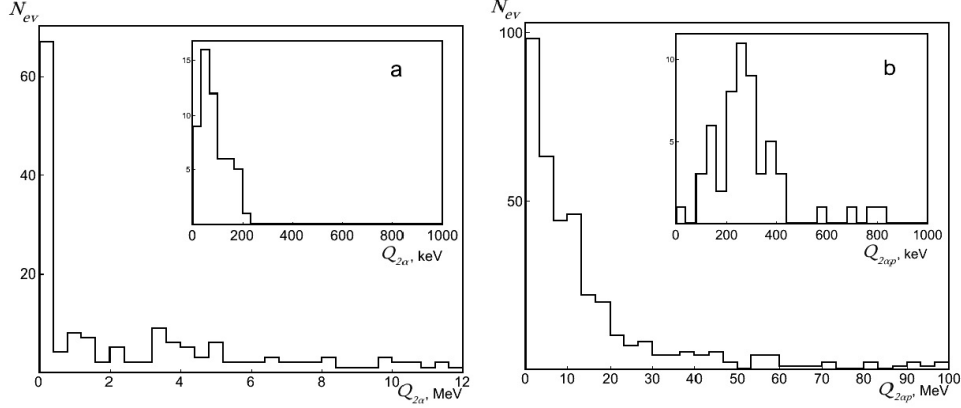 N_ev
60
40
20
0 2 4 6 8 10 12
Q_2α, MeV
a
15
10
5
0 200 400 600 800 1000
Q_2α, keV
N_ev
100
50
0 10 20 30 40 50 60 70 80 90 100
Q_2αp, MeV
b
10
5
0 200 400 600 800 1000
Q_2αp, keV